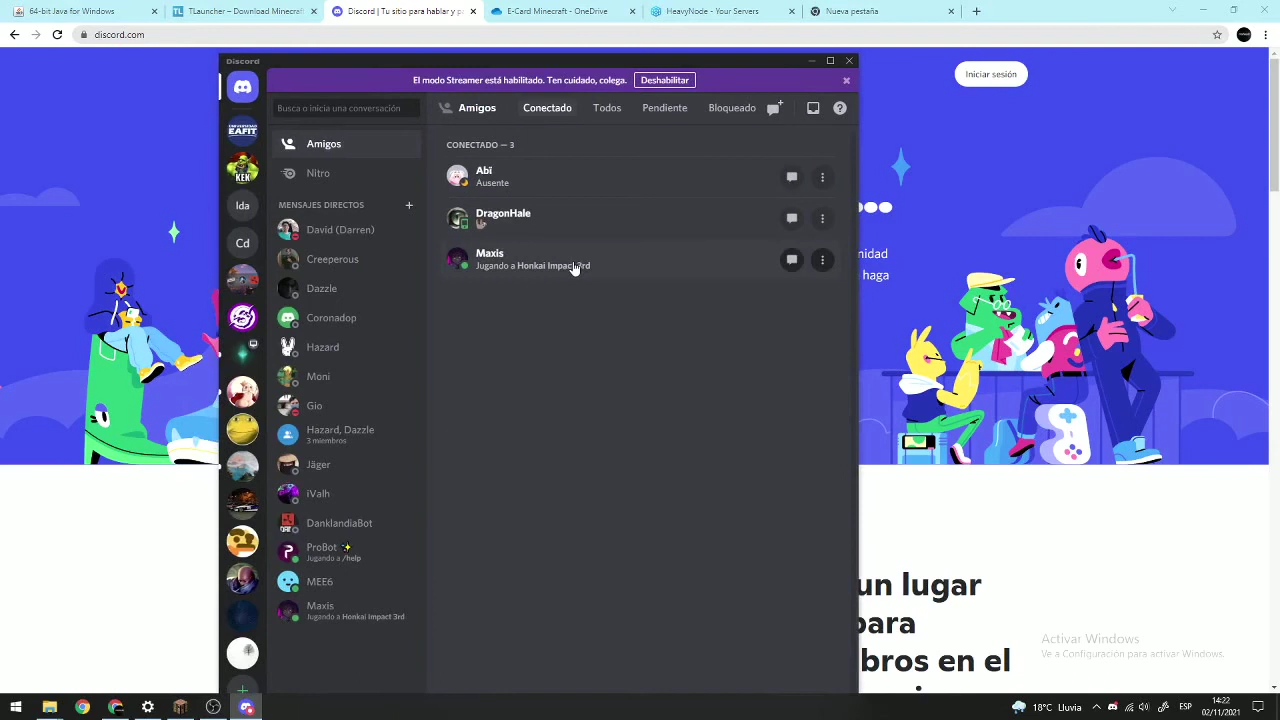 64-bit Java for Windows
TLauncher – Download Minecraft
Discord | Tu sitio para hablar y p
E-Card Minecraft - OneDrive
HeavyNode - Your Servers
Nueva pestaña
discord.com
Iniciar sesión
Discord
El modo Streamer está habilitado. Ten cuidado, colega.
Deshabilitar
Busca o inicia una conversación
Amigos
Conectado
Todos
Pendiente
Bloqueado
Amigos
Nitro
MENSAJES DIRECTOS
David (Darren)
Creeperous
Dazzle
Coronadop
Hazard
Moni
Gio
Hazard, Dazzle
3 miembros
Jäger
iValh
DanklandiaBot
ProBot
Jugando a /help
MEE6
Maxis
Jugando a Honkai Impact 3rd
UNIVERSIDAD
EAFIT
KEK
Ida
Cd
CONECTADO — 3
Abï
Ausente
DragonHale
Maxis
Jugando a Honkai Impact 3rd
nidad
haga
un lugar
para
bros en el
Activar Windows
Ve a Configuración para activar Windows.
18°C Lluvia
ESP
14:22
02/11/2021